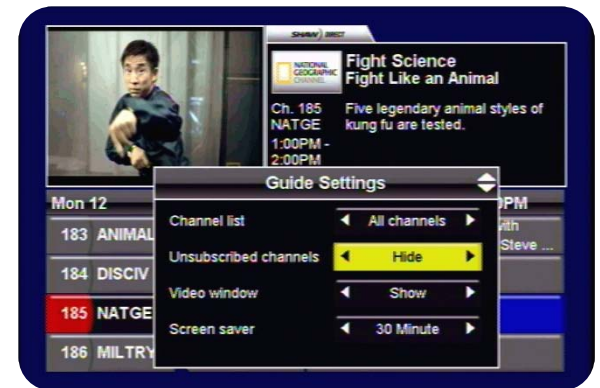 SHAW) DIRECT
NATIONAL
GEOGRAPHIC
CHANNEL
Fight Science
Fight Like an Animal
Ch. 185
NATGE
1:00PM -
2:00PM
Five legendary animal styles of
kung fu are tested.
Guide Settings
Mon 12
PM
Channel list All channels
Unsubscribed channels Hide
Video window Show
Screen saver 30 Minute
183 ANIMAL
with
Steve ...
184 DISCIV
185 NATGE
186 MILTRY